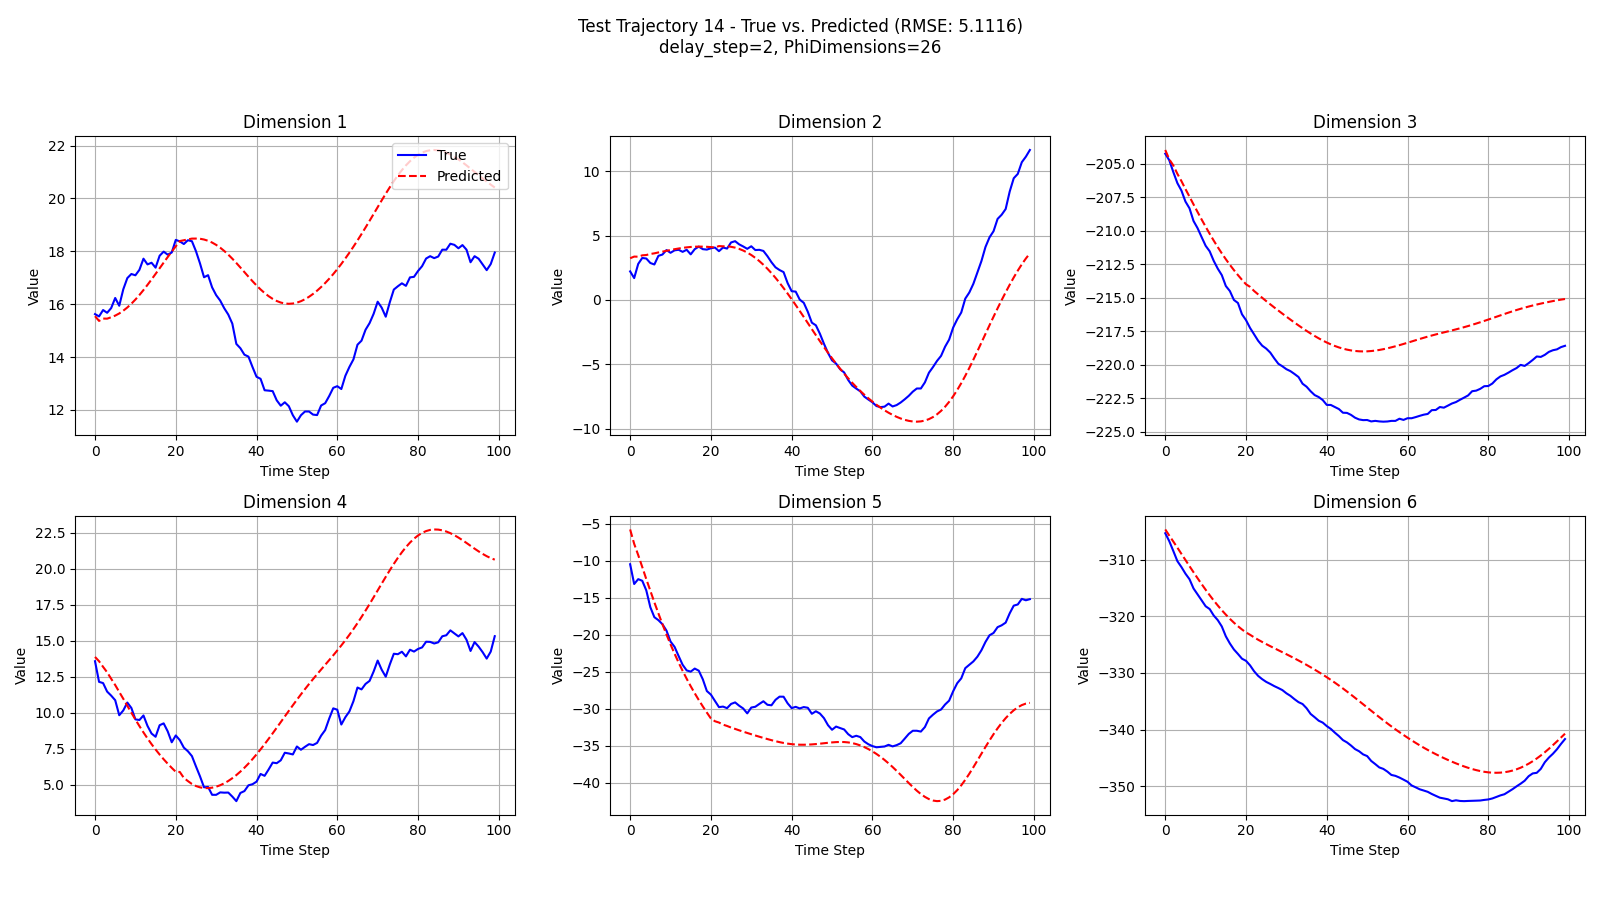 Test Trajectory 14 - True vs. Predicted (RMSE: 5.1116)
delay_step=2, PhiDimensions=26
Dimension 1
22
20
18
16
14
12
Value
0 20 40 60 80 100
Time Step
True
Predicted
Dimension 2
10
5
0
−5
−10
Value
0 20 40 60 80 100
Time Step
Dimension 3
−205.0
−207.5
−210.0
−212.5
−215.0
−217.5
−220.0
−222.5
−225.0
Value
0 20 40 60 80 100
Time Step
Dimension 4
22.5
20.0
17.5
15.0
12.5
10.0
7.5
5.0
Value
0 20 40 60 80 100
Time Step
Dimension 5
−5
−10
−15
−20
−25
−30
−35
−40
Value
0 20 40 60 80 100
Time Step
Dimension 6
−310
−320
−330
−340
−350
Value
0 20 40 60 80 100
Time Step